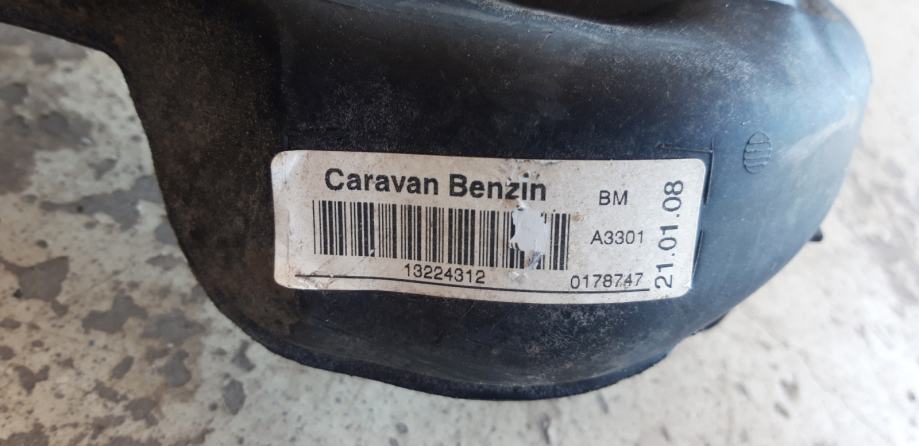 Caravan Benzin
BM
A3301
13224312
0178747
21.01.08